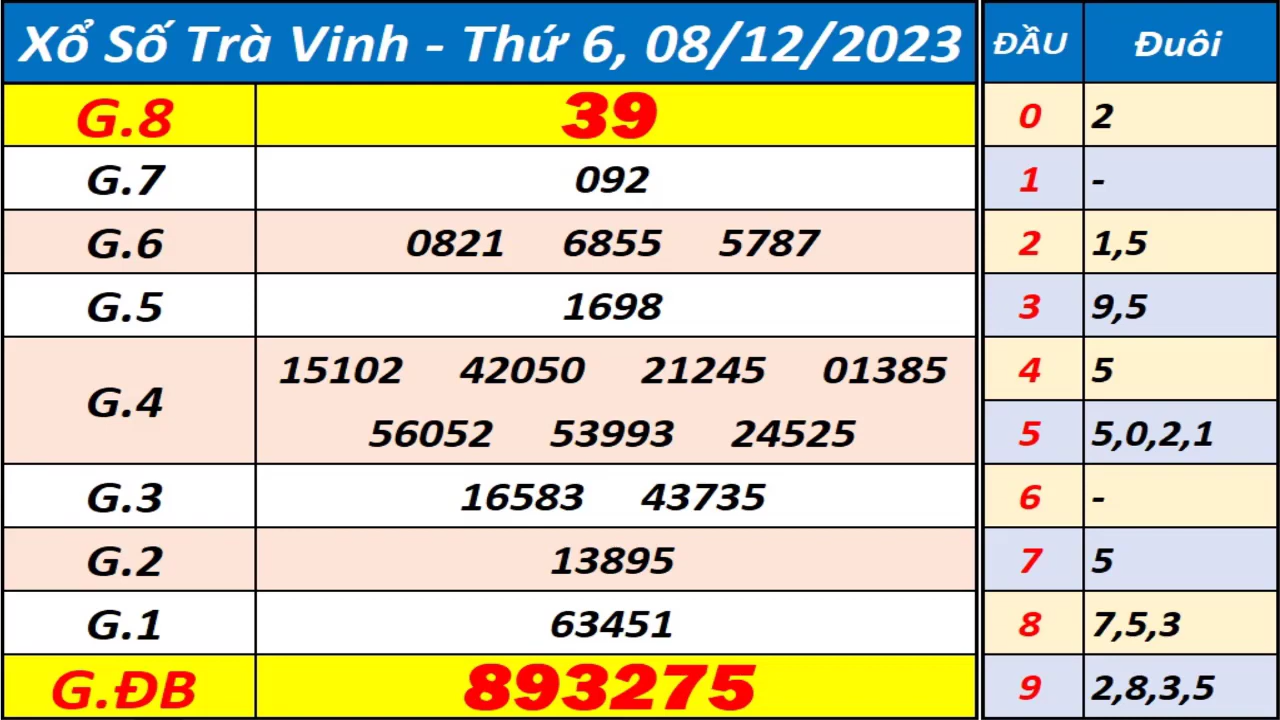 Xổ Số Trà Vinh - Thứ 6, 08/12/2023
G.8 39
G.7 092
G.6 0821 6855 5787
G.5 1698
G.4 15102 42050 21245 01385
56052 53993 24525
G.3 16583 43735
G.2 13895
G.1 63451
G.ĐB 893275
ĐẦU Đuôi
0 2
1 -
2 1,5
3 9,5
4 5
5 5,0,2,1
6 -
7 5
8 7,5,3
9 2,8,3,5